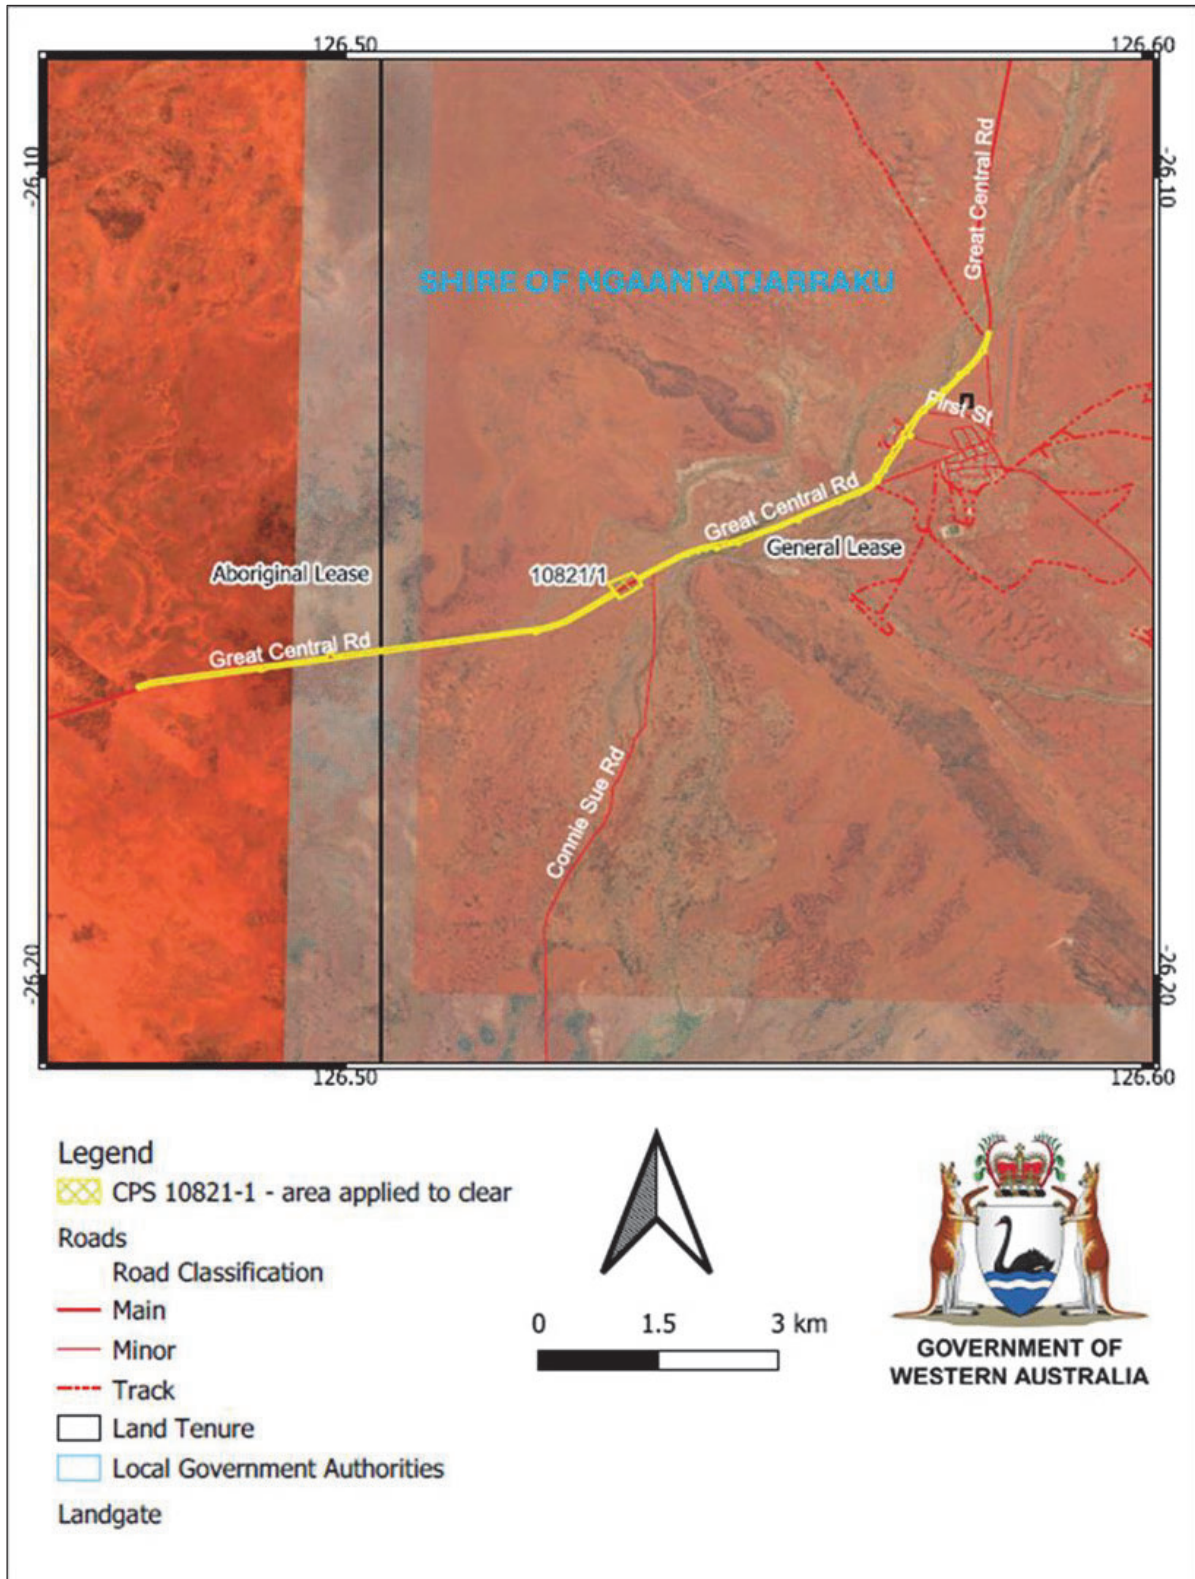 126.50 126.60
-26.10 -26.10
Great Central Rd
SHIRE OF NGAANYATJARRAKU
First St
Great Central Rd
General Lease
Aboriginal Lease
10821/1
Great Central Rd
Connie Sue Rd
-26.20 -26.20
126.50 126.60
Legend
CPS 10821-1 - area applied to clear
Roads
Road Classification
Main
Minor
Track
Land Tenure
Local Government Authorities
Landgate
0 1.5 3 km
GOVERNMENT OF
WESTERN AUSTRALIA